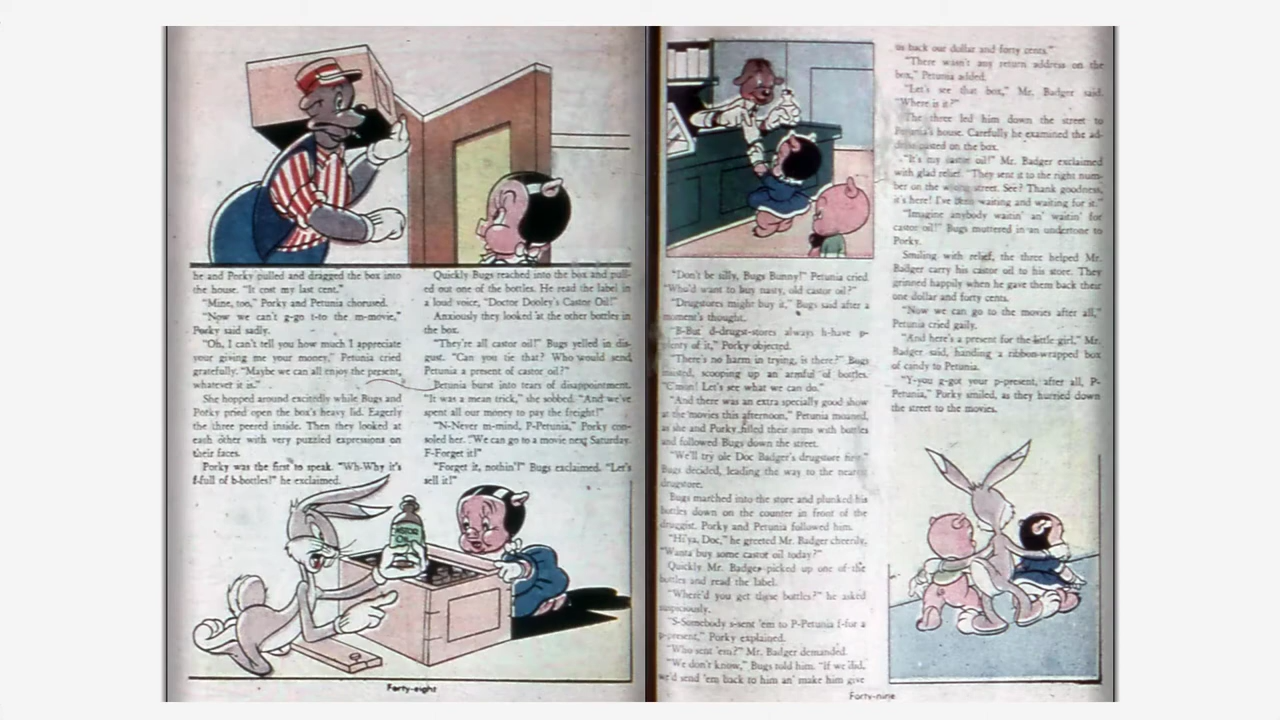 he and Porky pulled and dragged the box into
the house. "It cost my last cent."
"Mine, too," Porky and Petunia chorused.
"Now we can't g-go t-to the m-movie,"
Porky said sadly.
"Oh, I can't tell you how much I appreciate
your giving me your money," Petunia cried
gratefully. "Maybe we can all enjoy the present,
whatever it is."
She hopped around excitedly while Bugs and
Porky pried open the box's heavy lid. Eagerly
the three peered inside. Then they looked at
each other with very puzzled expressions on
their faces.
Porky was the first to speak. "Wh-Why it's
f-full of b-bottles!" he exclaimed.
Quickly Bugs reached into the box and pull-
ed out one of the bottles. He read the label in
a loud voice, "Doctor Dooley's Castor Oil!"
Anxiously they looked at the other bottles in
the box.
"They're all castor oil!" Bugs yelled in dis-
gust. "Can you tie that? Who would send
Petunia a present of castor oil?"
Petunia burst into tears of disappointment.
"It was a mean trick," she sobbed. "And we've
spent all our money to pay the freight!"
"N-Never m-mind, P-Petunia," Porky con-
soled her. "We can go to a movie next Saturday.
F-Forget it!"
"Forget it, nothin'!" Bugs exclaimed. "Let's
sell it!"
CASTOR
OIL
Forty-eight
"Don't be silly, Bugs Bunny!" Petunia cried
"Who'd want to buy nasty, old castor oil?"
"Drugstores might buy it," Bugs said after a
moment's thought.
"B-But d-drugst-stores always h-have p-
plenty of it," Porky objected.
"There's no harm in trying, is there?" Bugs
insisted, scooping up an armful of bottles.
"C'mon! Let's see what we can do."
"And there was an extra specially good show
at the movies this afternoon," Petunia moaned,
as she and Porky filled their arms with bottles
and followed Bugs down the street.
"We'll try ole Doc Badger's drugstore first,"
Bugs decided, leading the way to the nearest
drugstore.
Bugs marched into the store and plunked his
bottles down on the counter in front of the
druggist. Porky and Petunia followed him.
"Hi'ya, Doc," he greeted Mr. Badger cheerily.
"Wanta buy some castor oil today?"
Quickly Mr. Badger picked up one of the
bottles and read the label.
"Where'd you get these bottles?" he asked
suspiciously.
"S-Somebody s-sent 'em to P-Petunia f-for a
p-present," Porky explained.
"Who sent 'em?" Mr. Badger demanded.
"We don't know," Bugs told him. "If we did,
we'd send 'em back to him an' make him give
us back our dollar and forty cents."
"There wasn't any return address on the
box," Petunia added.
"Let's see that box," Mr. Badger said.
"Where is it?"
The three led him down the street to
Petunia's house. Carefully he examined the ad-
dress pasted on the box.
"It's my castor oil!" Mr. Badger exclaimed
with glad relief. "They sent it to the right num-
ber on the wrong street. See? Thank goodness,
it's here! I've been waiting and waiting for it."
"Imagine anybody waitin' an' waitin' for
castor oil!" Bugs muttered in an undertone to
Porky.
Smiling with relief, the three helped Mr.
Badger carry his castor oil to his store. They
grinned happily when he gave them back their
one dollar and forty cents.
"Now we can go to the movies after all,"
Petunia cried gaily.
"And here's a present for the little girl," Mr.
Badger said, handing a ribbon-wrapped box
of candy to Petunia.
"Y-you g-got your p-present, after all, P-
Petunia," Porky smiled, as they hurried down
the street to the movies.
Forty-nine